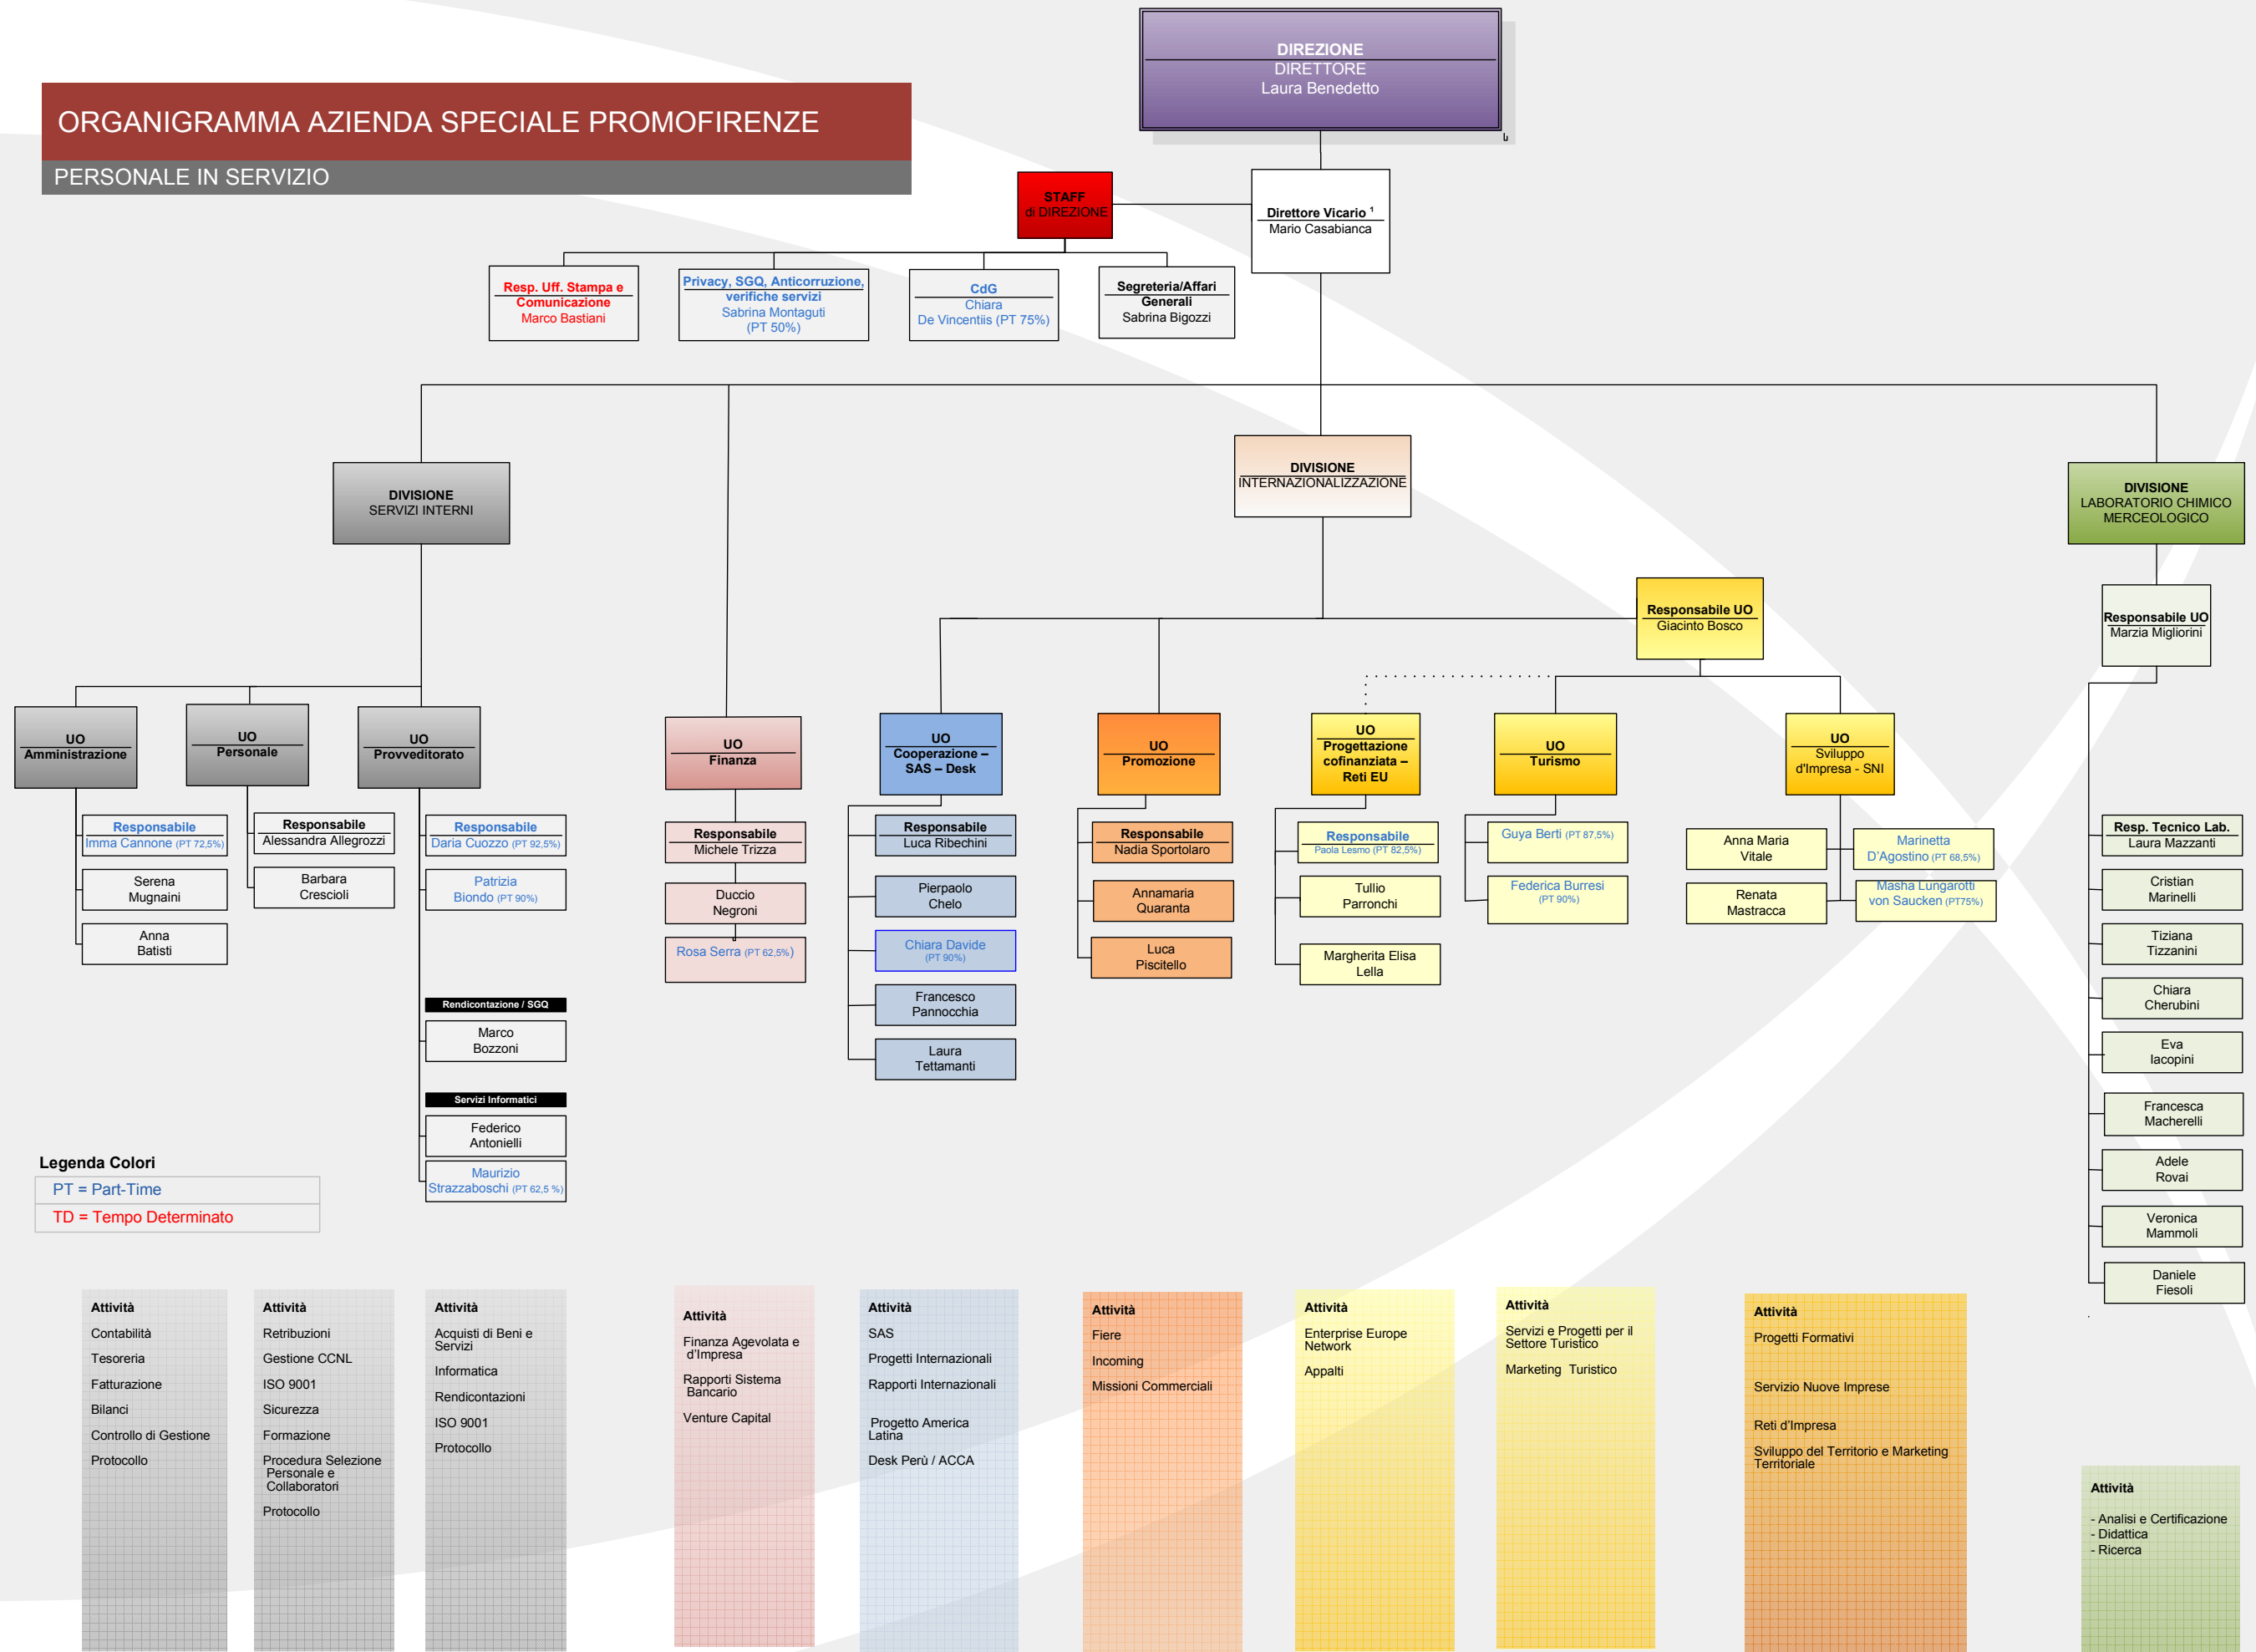 DIREZIONE
DIRETTORE
Laura Benedetto
ORGANIGRAMMA AZIENDA SPECIALE PROMOFIRENZE
PERSONALE IN SERVIZIO
STAFF
di DIREZIONE
Direttore Vicario ¹
Mario Casabianca
Resp. Uff. Stampa e
Comunicazione
Marco Bastiani
Privacy, SGQ, Anticorruzione,
verifiche servizi
Sabrina Montaguti
(PT 50%)
CdG
Chiara
De Vincentiis (PT 75%)
Segreteria/Affari
Generali
Sabrina Bigozzi
DIVISIONE
SERVIZI INTERNI
DIVISIONE
INTERNAZIONALIZZAZIONE
DIVISIONE
LABORATORIO CHIMICO
MERCEOLOGICO
Responsabile UO
Giacinto Bosco
Responsabile UO
Marzia Migliorini
UO
Amministrazione
UO
Personale
UO
Provveditorato
UO
Finanza
UO
Cooperazione –
SAS – Desk
UO
Promozione
UO
Progettazione
cofinanziata –
Reti EU
UO
Turismo
UO
Sviluppo
d'Impresa - SNI
Responsabile
Imma Cannone (PT 72,5%)
Serena
Mugnaini
Anna
Batisti
Responsabile
Alessandra Allegrozzi
Barbara
Crescioli
Responsabile
Daria Cuozzo (PT 92,5%)
Patrizia
Biondo (PT 90%)
Rendicontazione / SGQ
Marco
Bozzoni
Servizi Informatici
Federico
Antonielli
Maurizio
Strazzaboschi (PT 62,5 %)
Responsabile
Michele Trizza
Duccio
Negroni
Rosa Serra (PT 62,5%)
Responsabile
Luca Ribechini
Pierpaolo
Chelo
Chiara Davide
(PT 90%)
Francesco
Pannocchia
Laura
Tettamanti
Responsabile
Nadia Sportolaro
Annamaria
Quaranta
Luca
Piscitello
Responsabile
Paola Lesmo (PT 82,5%)
Tullio
Parronchi
Margherita Elisa
Lella
Guya Berti (PT 87,5%)
Federica Burresi
(PT 90%)
Anna Maria
Vitale
Marinetta
D'Agostino (PT 68,5%)
Renata
Mastracca
Masha Lungarotti
von Saucken (PT75%)
Resp. Tecnico Lab.
Laura Mazzanti
Cristian
Marinelli
Tiziana
Tizzanini
Chiara
Cherubini
Eva
Iacopini
Francesca
Macherelli
Adele
Rovai
Veronica
Mammoli
Daniele
Fiesoli
Legenda Colori
PT = Part-Time
TD = Tempo Determinato
Attività
Contabilità
Tesoreria
Fatturazione
Bilanci
Controllo di Gestione
Protocollo
Attività
Retribuzioni
Gestione CCNL
ISO 9001
Sicurezza
Formazione
Procedura Selezione
Personale e
Collaboratori
Protocollo
Attività
Acquisti di Beni e
Servizi
Informatica
Rendicontazioni
ISO 9001
Protocollo
Attività
Finanza Agevolata e
d'Impresa
Rapporti Sistema
Bancario
Venture Capital
Attività
SAS
Progetti Internazionali
Rapporti Internazionali
Progetto America
Latina
Desk Perù / ACCA
Attività
Fiere
Incoming
Missioni Commerciali
Attività
Enterprise Europe
Network
Appalti
Attività
Servizi e Progetti per il
Settore Turistico
Marketing Turistico
Attività
Progetti Formativi
Servizio Nuove Imprese
Reti d'Impresa
Sviluppo del Territorio e Marketing
Territoriale
Attività
- Analisi e Certificazione
- Didattica
- Ricerca